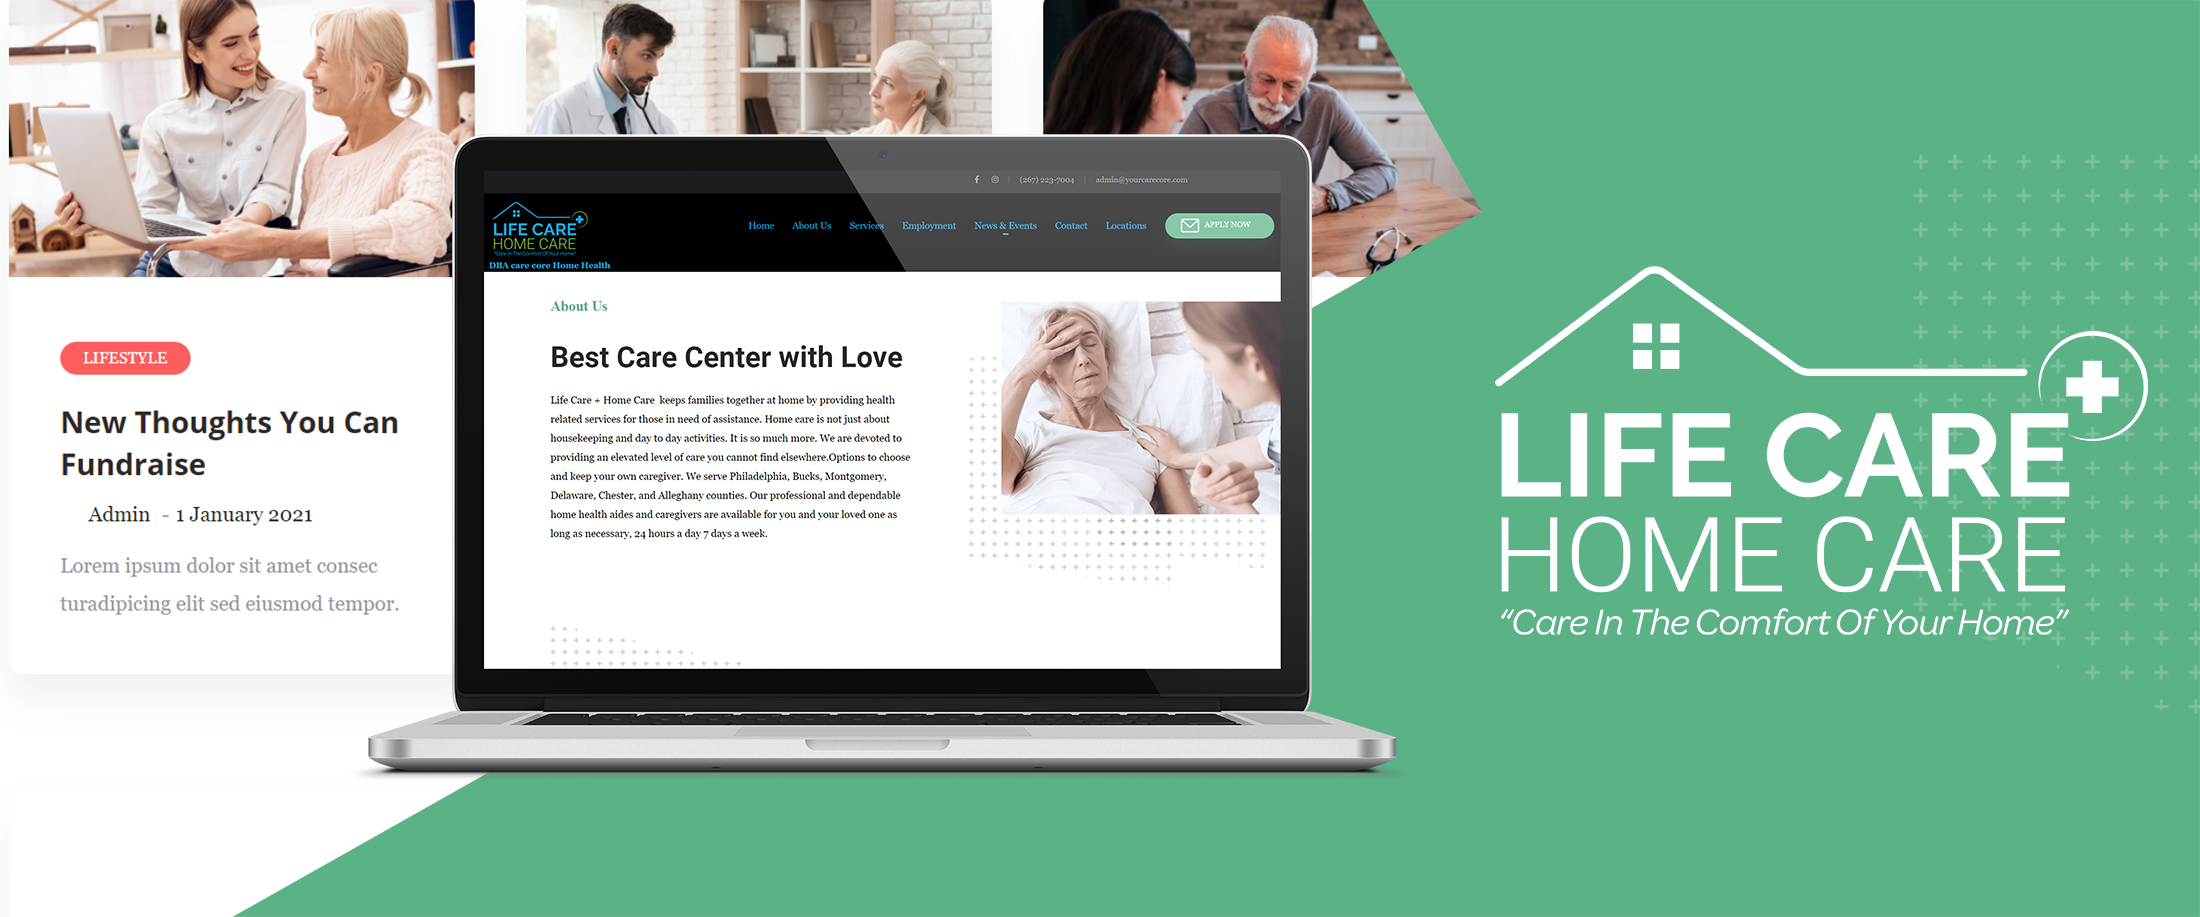 LIFESTYLE
New Thoughts You Can
Fundraise
Admin - 1 January 2021
Lorem ipsum dolor sit amet consec
turadipicing elit sed eiusmod tempor.
(267) 223-7004 | admin@yourcarecore.com
LIFE CARE
HOME CARE
"Care In The Comfort Of Your Home"
DBA care core Home Health
Home About Us Services Employment News & Events Contact Locations APPLY NOW
About Us
Best Care Center with Love
Life Care + Home Care keeps families together at home by providing health
related services for those in need of assistance. Home care is not just about
housekeeping and day to day activities. It is so much more. We are devoted to
providing an elevated level of care you cannot find elsewhere.Options to choose
and keep your own caregiver. We serve Philadelphia, Bucks, Montgomery,
Delaware, Chester, and Alleghany counties. Our professional and dependable
home health aides and caregivers are available for you and your loved one as
long as necessary, 24 hours a day 7 days a week.
LIFE CARE
HOME CARE
“Care In The Comfort Of Your Home”